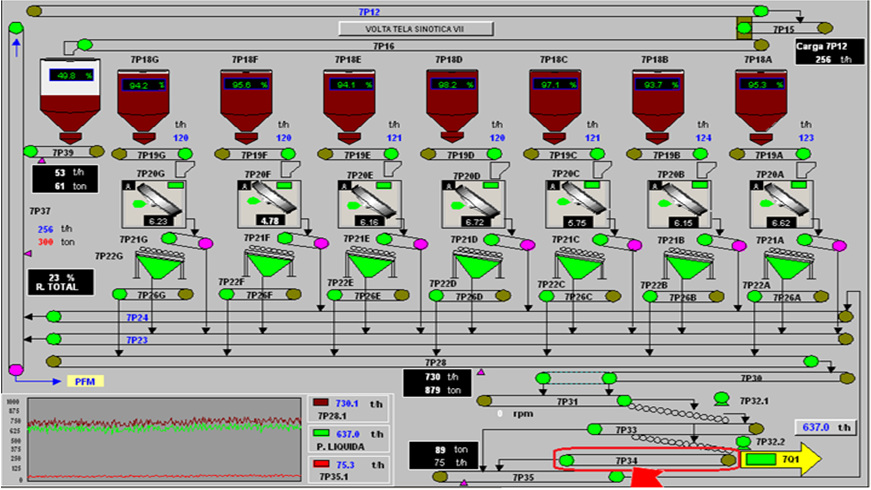 7P12
VOLTA TELA SINOTICA VII
7P15
7P16
Carga 7P12
256 t/h
7P18G 7P18F 7P18E 7P18D 7P18C 7P18B 7P18A
49.8 %
94.2 % 95.6 % 94.1 % 98.2 % 97.1 % 93.7 % 95.3 %
t/h t/h t/h t/h t/h t/h t/h
120 120 121 120 121 124 123
7P39 7P19G 7P19F 7P19E 7P19D 7P19C 7P19B 7P19A
53 t/h
61 ton
7P20G 7P20F 7P20E 7P20D 7P20C 7P20B 7P20A
A A A A A A A
6.23 4.78 6.16 6.72 5.75 6.15 6.62
7P37
256 t/h
300 ton
7P21G 7P21F 7P21E 7P21D 7P21C 7P21B 7P21A
23 %
R. TOTAL
7P22G 7P22F 7P22E 7P22D 7P22C 7P22B 7P22A
7P26G 7P26F 7P26E 7P26D 7P26C 7P26B 7P26A
7P24
7P23
7P28
PFM
730 t/h
879 ton
7P30
7P31
0 rpm
7P32.1
1000
875
750
625
500
375
250
125
0
730.1 t/h
7P28.1
637.0 t/h
P. LIQUIDA
75.3 t/h
7P35.1
7P33
637.0 t/h
7P32.2
89 ton
75 t/h
7P34
7Q1
7P35